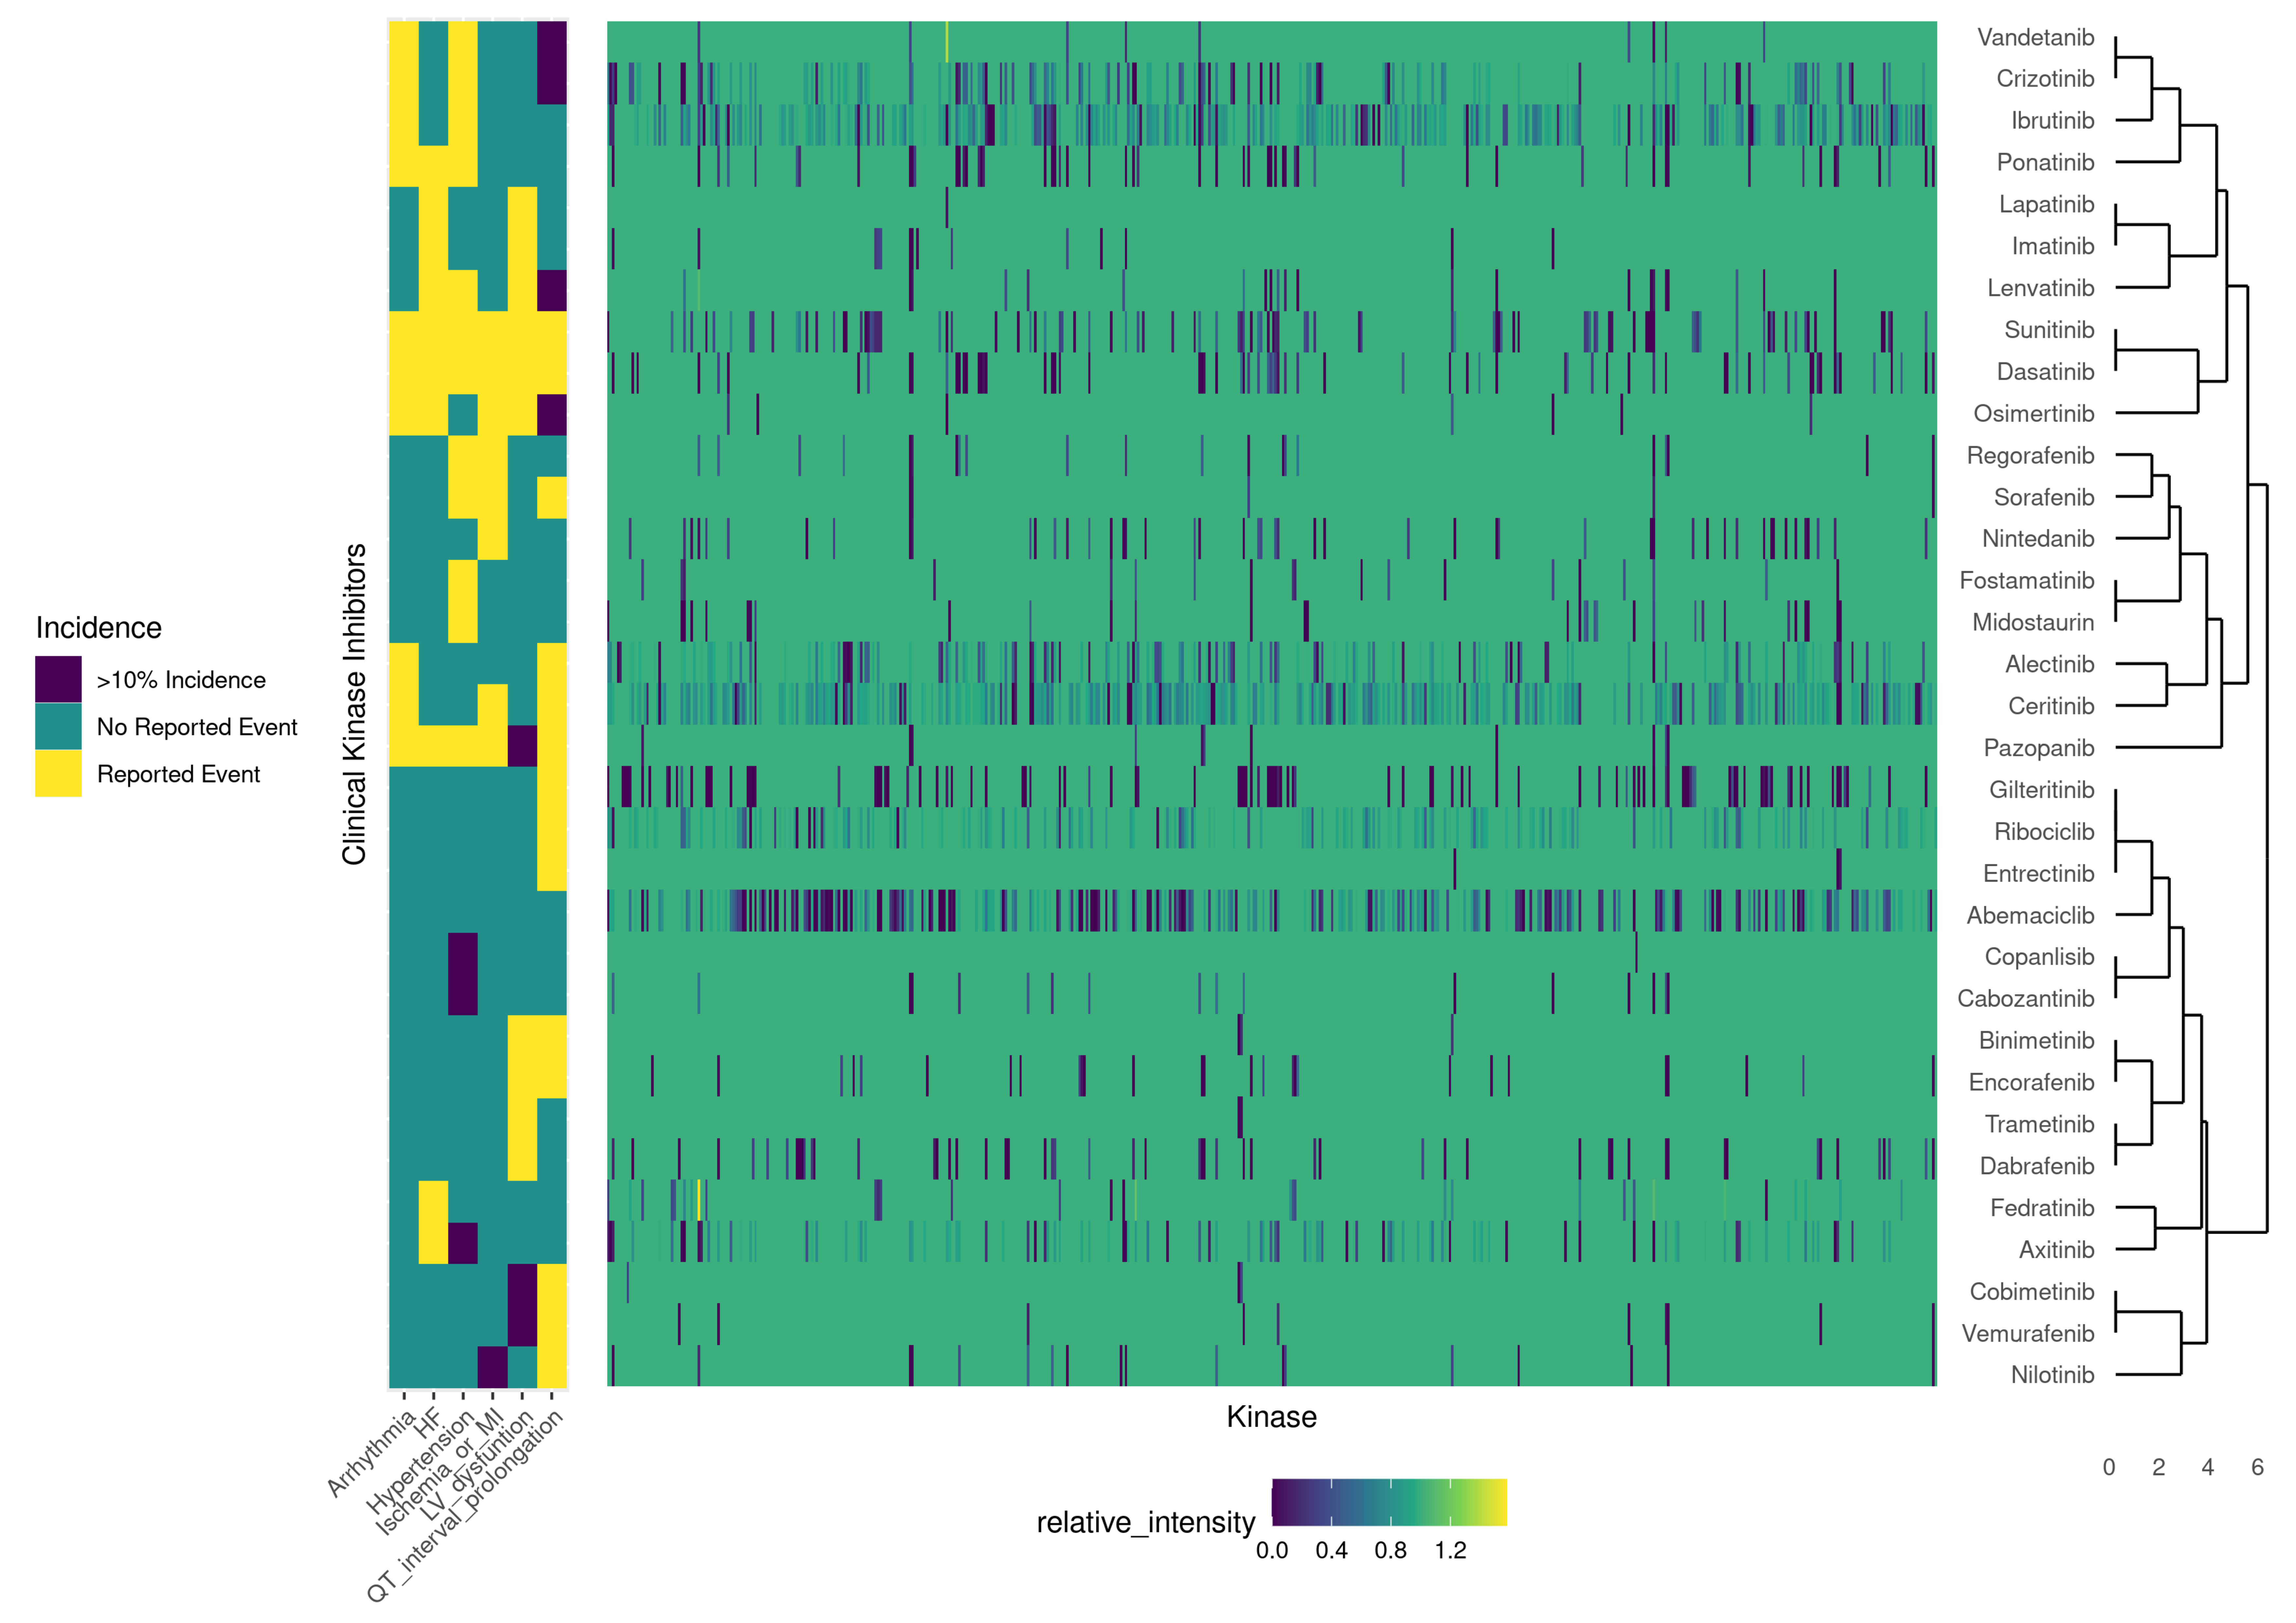 Incidence
>10% Incidence
No Reported Event
Reported Event
Clinical Kinase Inhibitors
Arrhythmia
HF
Hypertension
Ischemia_or_MI
LV_dysfuntion
QT_interval_prolongation
Kinase
relative_intensity
0.0 0.4 0.8 1.2
Vandetanib
Crizotinib
Ibrutinib
Ponatinib
Lapatinib
Imatinib
Lenvatinib
Sunitinib
Dasatinib
Osimertinib
Regorafenib
Sorafenib
Nintedanib
Fostamatinib
Midostaurin
Alectinib
Ceritinib
Pazopanib
Gilteritinib
Ribociclib
Entrectinib
Abemaciclib
Copanlisib
Cabozantinib
Binimetinib
Encorafenib
Trametinib
Dabrafenib
Fedratinib
Axitinib
Cobimetinib
Vemurafenib
Nilotinib
0 2 4 6